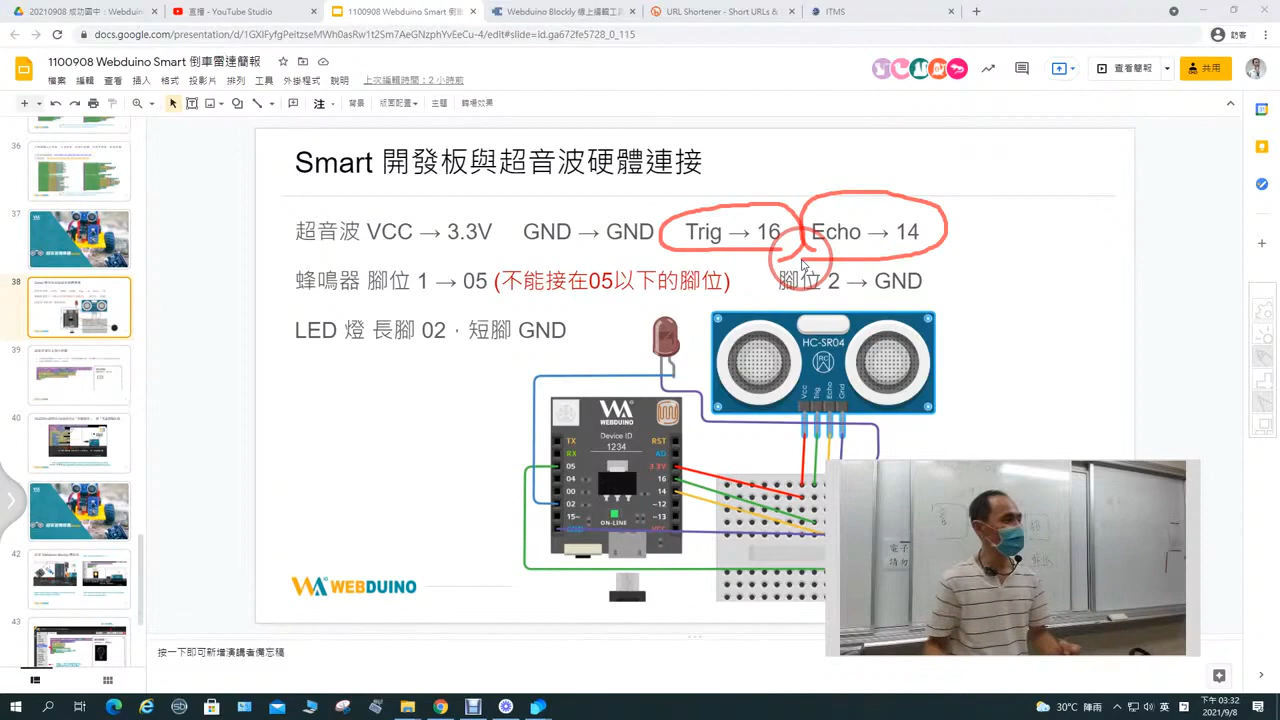 20210908 成功國中: Webduin
直播 - YouTube Studio
1100908 Webduino Smart 倒車
Webduino Blockly 線上編輯工具
URL Shortener - Short URLs &
ITMS
docs.google.com/presentation/d/1GXIFyfgPeitzseMWh0asRw1t2Sm7AeGNzphYvEeCu-4/edit#slide=id.ga672fe5728_0_115
訪客
1100908 Webduino Smart 倒車雷達簡報
檔案 編輯 查看 插入 格式 工具 外掛程式 說明 上次編輯時間：2 小時前
查看簡報
共用
注 背景 版面配置 主題 轉場效果
36
37
38
39
40
42
43
Smart 開發板與超音波硬體連接
超音波 VCC → 3.3V GND → GND Trig → 16 Echo → 14
蜂鳴器 腳位 1 → 05 (不能接在05以下的腳位) 腳位 2 → GND
LED 燈 長腳 02，短腳 GND
HC-SR04
Vcc Trig Echo Gnd
WEBDUINO
Device ID
1234
TX RST
RX AD
05 3.3V
04 16
00 14
02 ~12
15~ ~13
GND VCC
ON-LINE
WEBDUINO
電子
請勿
按一下即可新增演講者備忘稿
30°C 陣雨
英
下午 03:32
2021/9/8